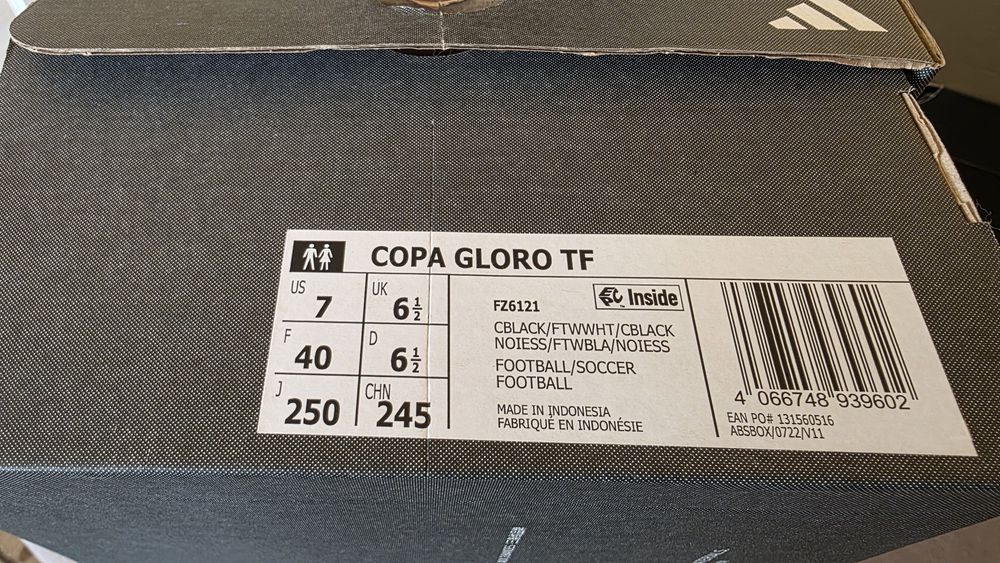 COPA GLORO TF
US 7 UK 6½
F 40 D 6½
J 250 CHN 245
FZ6121
Inside™
CBLACK/FTWWHT/CBLACK
NOIESS/FTWBLA/NOIESS
FOOTBALL/SOCCER
FOOTBALL
MADE IN INDONESIA
FABRIQUÉ EN INDONÉSIE
4 066748 939602
EAN PO# 131560516
ABSBOX/0722/V11